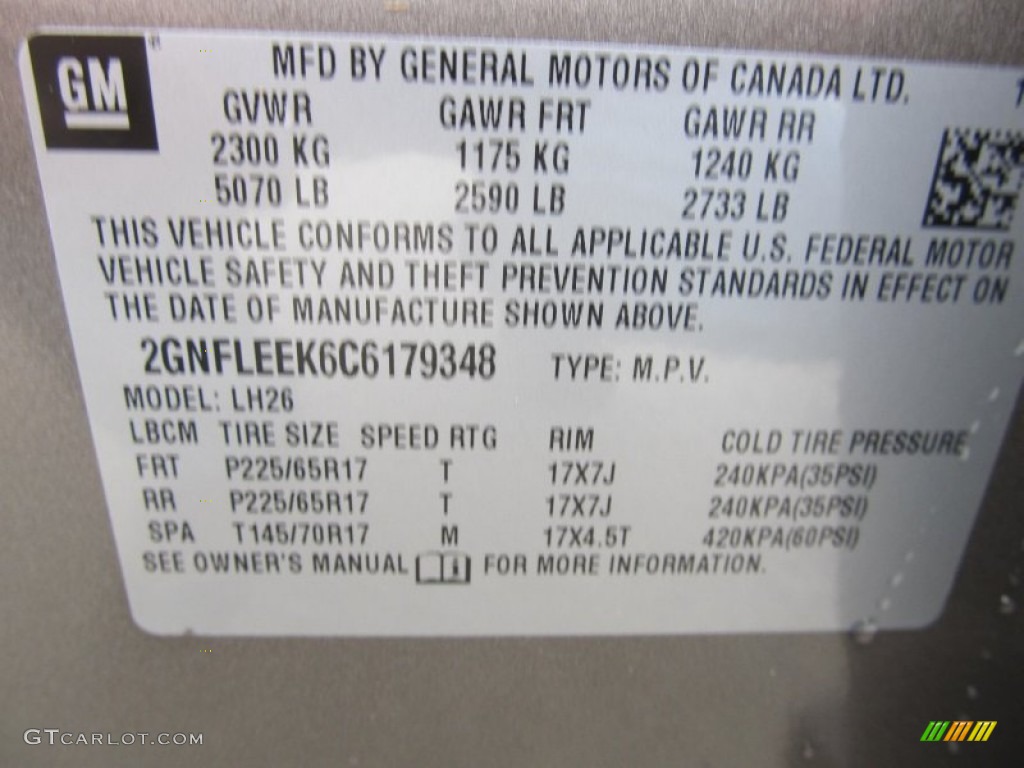 GM
MFD BY GENERAL MOTORS OF CANADA LTD.
GVWR GAWR FRT GAWR RR
2300 KG 1175 KG 1240 KG
5070 LB 2590 LB 2733 LB
THIS VEHICLE CONFORMS TO ALL APPLICABLE U.S. FEDERAL MOTOR
VEHICLE SAFETY AND THEFT PREVENTION STANDARDS IN EFFECT ON
THE DATE OF MANUFACTURE SHOWN ABOVE.
2GNFLEEK6C6179348 TYPE: M.P.V.
MODEL: LH26
LBCM TIRE SIZE SPEED RTG RIM COLD TIRE PRESSURE
FRT P225/65R17 T 17X7J 240KPA(35PSI)
RR P225/65R17 T 17X7J 240KPA(35PSI)
SPA T145/70R17 M 17X4.5T 420KPA(60PSI)
SEE OWNER'S MANUAL FOR MORE INFORMATION.
GTCARLOT.COM